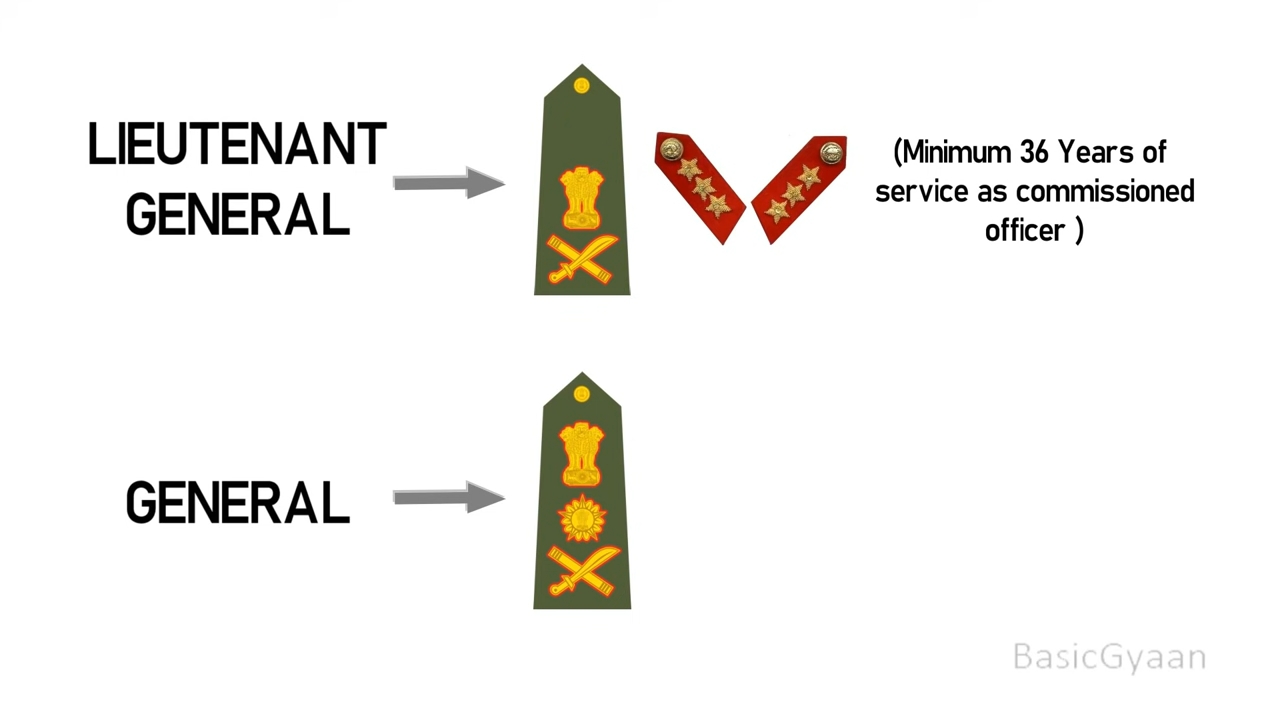 LIEUTENANT
GENERAL
(Minimum 36 Years of
service as commissioned
officer )
GENERAL
BasicGyaan